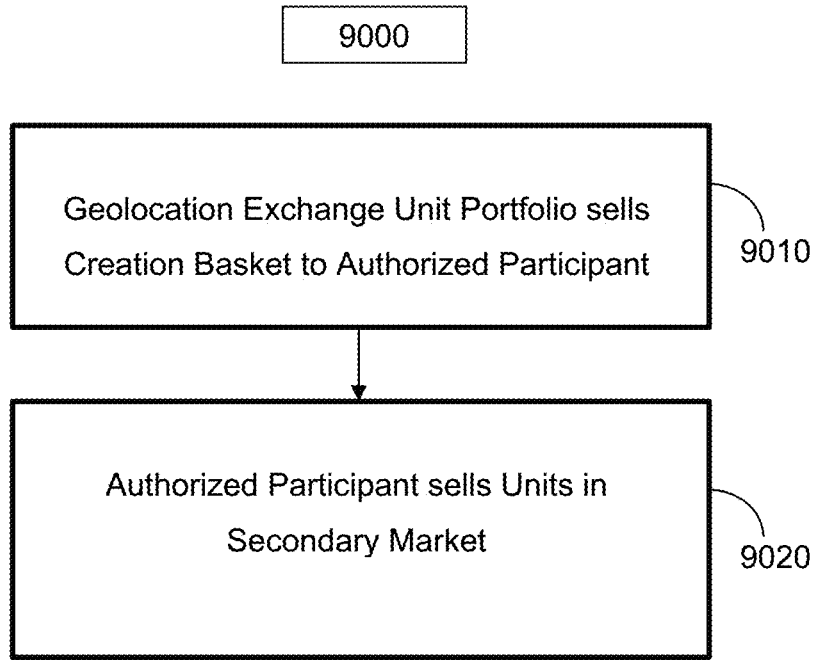 9000
Geolocation Exchange Unit Portfolio sells
Creation Basket to Authorized Participant
9010
Authorized Participant sells Units in
Secondary Market
9020